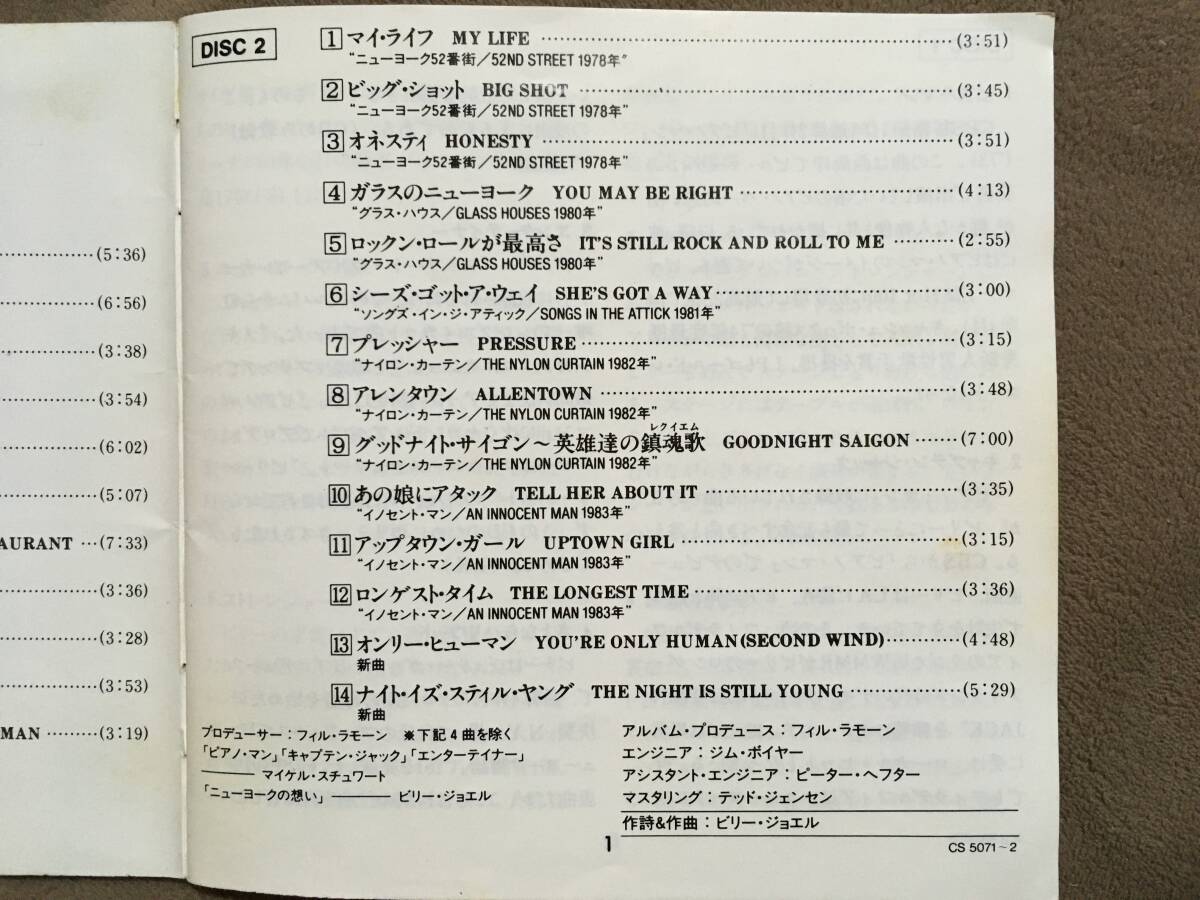 (5:36)
(6:56)
(3:38)
(3:54)
(6:02)
(5:07)
AURANT …(7:33)
(3:36)
(3:28)
(3:53)
MAN ………(3:19)
DISC 2
1 マイ・ライフ MY LIFE ……(3:51)
“ニューヨーク52番街/52ND STREET 1978年”
2 ビッグ・ショット BIG SHOT ……(3:45)
“ニューヨーク52番街/52ND STREET 1978年”
3 オネスティ HONESTY ……(3:51)
“ニューヨーク52番街/52ND STREET 1978年”
4 ガラスのニューヨーク YOU MAY BE RIGHT ……(4:13)
“グラス・ハウス/GLASS HOUSES 1980年”
5 ロックン・ロールが最高さ IT'S STILL ROCK AND ROLL TO ME ……(2:55)
“グラス・ハウス/GLASS HOUSES 1980年”
6 シーズ・ゴット・ア・ウェイ SHE'S GOT A WAY ……(3:00)
“ソングズ・イン・ジ・アティック/SONGS IN THE ATTICK 1981年”
7 プレッシャー PRESSURE ……(3:15)
“ナイロン・カーテン/THE NYLON CURTAIN 1982年”
8 アレンタウン ALLENTOWN ……(3:48)
“ナイロン・カーテン/THE NYLON CURTAIN 1982年”
レクイエム
9 グッドナイト・サイゴン〜英雄達の鎮魂歌 GOODNIGHT SAIGON ……(7:00)
“ナイロン・カーテン/THE NYLON CURTAIN 1982年”
10 あの娘にアタック TELL HER ABOUT IT ……(3:35)
“イノセント・マン/AN INNOCENT MAN 1983年”
11 アップタウン・ガール UPTOWN GIRL ……(3:15)
“イノセント・マン/AN INNOCENT MAN 1983年”
12 ロンゲスト・タイム THE LONGEST TIME ……(3:36)
“イノセント・マン/AN INNOCENT MAN 1983年”
13 オンリー・ヒューマン YOU'RE ONLY HUMAN(SECOND WIND) ……(4:48)
新曲
14 ナイト・イズ・スティル・ヤング THE NIGHT IS STILL YOUNG ……(5:29)
新曲
プロデューサー:フィル・ラモーン ※下記4曲を除く
「ピアノ・マン」「キャプテン・ジャック」「エンターテイナー」
——— マイケル・スチュワート
「ニューヨークの想い」——— ビリー・ジョエル
アルバム・プロデュース:フィル・ラモーン
エンジニア:ジム・ボイヤー
アシスタント・エンジニア:ピーター・ヘフター
マスタリング:テッド・ジェンセン
作詩&作曲:ビリー・ジョエル
1
CS 5071〜2